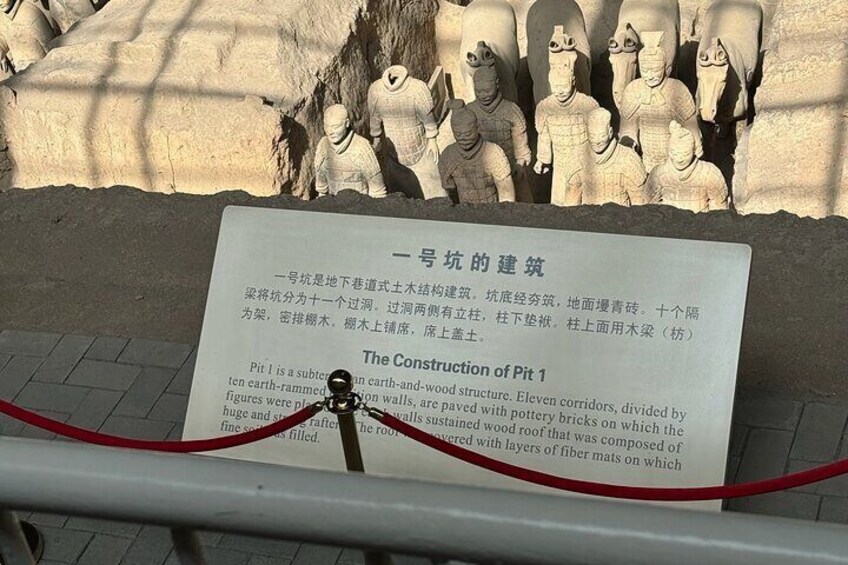 一号坑的建筑
一号坑是地下巷道式土木结构建筑。坑底经夯筑，地面墁青砖。十个隔
梁将坑分为十一个过洞。过洞两侧有立柱，柱下垫袱。柱上面用木梁（枋）
为架，密排棚木。棚木上铺席，席上盖土。
The Construction of Pit 1
Pit 1 is a an earth-and-wood structure. Eleven corridors, divided by
ten earth-rammed walls, are paved with pottery bricks on which the
figures were walls sustained wood roof that was composed of
huge and The roof covered with layers of fiber mats on which
fine filled.